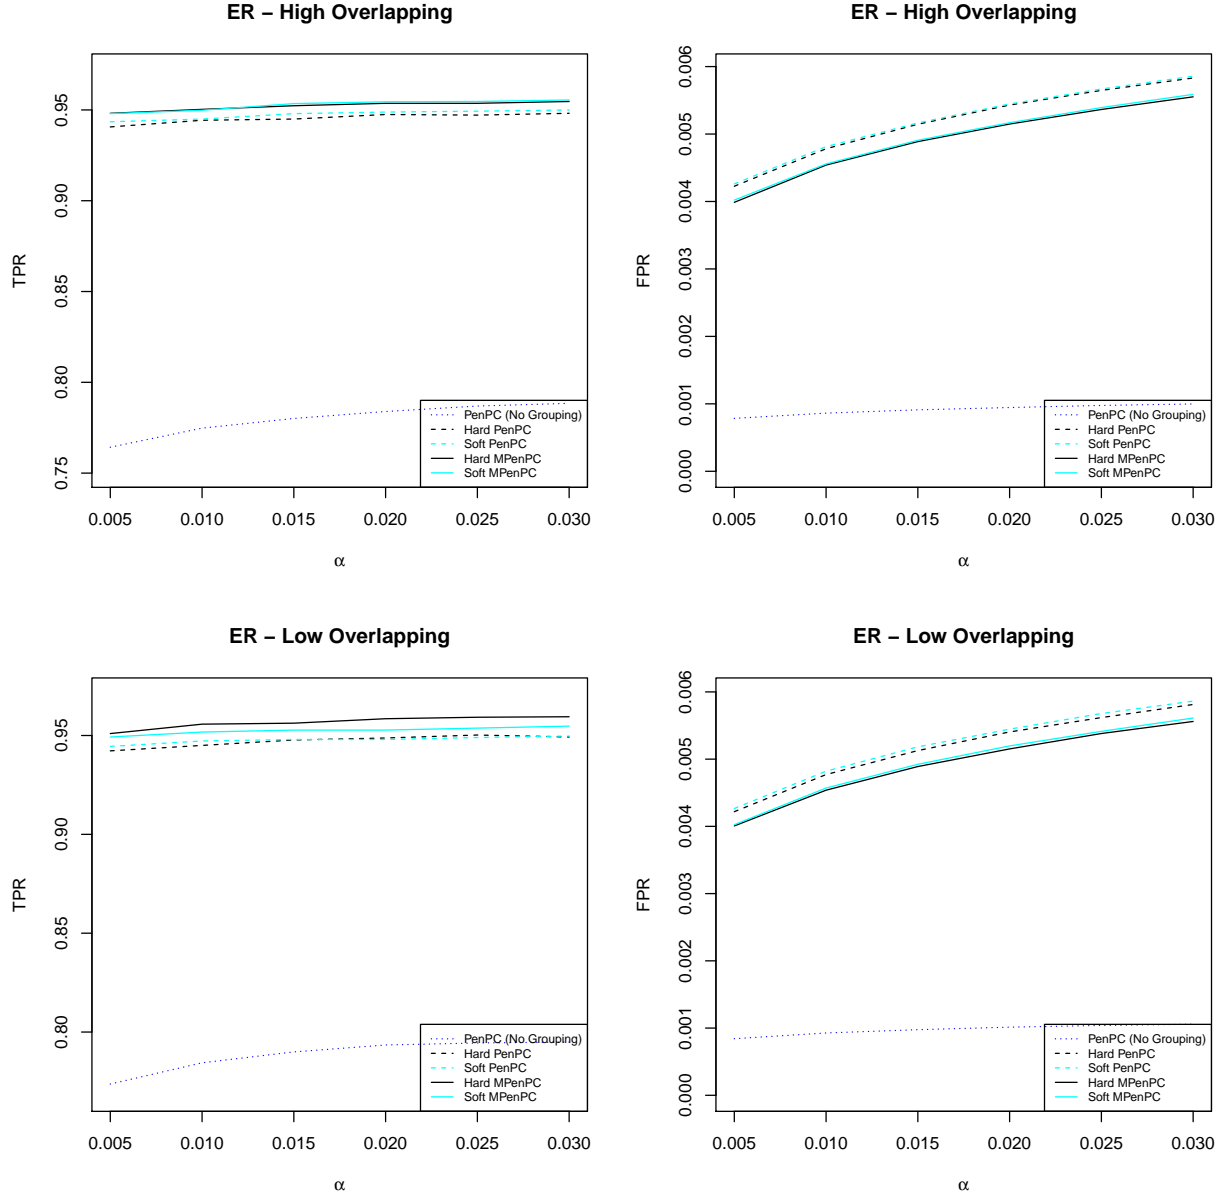 ER − High Overlapping
TPR
0.95
0.90
0.85
0.80
0.75
0.005 0.010 0.015 0.020 0.025 0.030
α
PenPC (No Grouping)
Hard PenPC
Soft PenPC
Hard MPenPC
Soft MPenPC
ER − High Overlapping
FPR
0.006
0.005
0.004
0.003
0.002
0.001
0.000
0.005 0.010 0.015 0.020 0.025 0.030
α
PenPC (No Grouping)
Hard PenPC
Soft PenPC
Hard MPenPC
Soft MPenPC
ER − Low Overlapping
TPR
0.95
0.90
0.85
0.80
0.005 0.010 0.015 0.020 0.025 0.030
α
PenPC (No Grouping)
Hard PenPC
Soft PenPC
Hard MPenPC
Soft MPenPC
ER − Low Overlapping
FPR
0.006
0.005
0.004
0.003
0.002
0.001
0.000
0.005 0.010 0.015 0.020 0.025 0.030
α
PenPC (No Grouping)
Hard PenPC
Soft PenPC
Hard MPenPC
Soft MPenPC